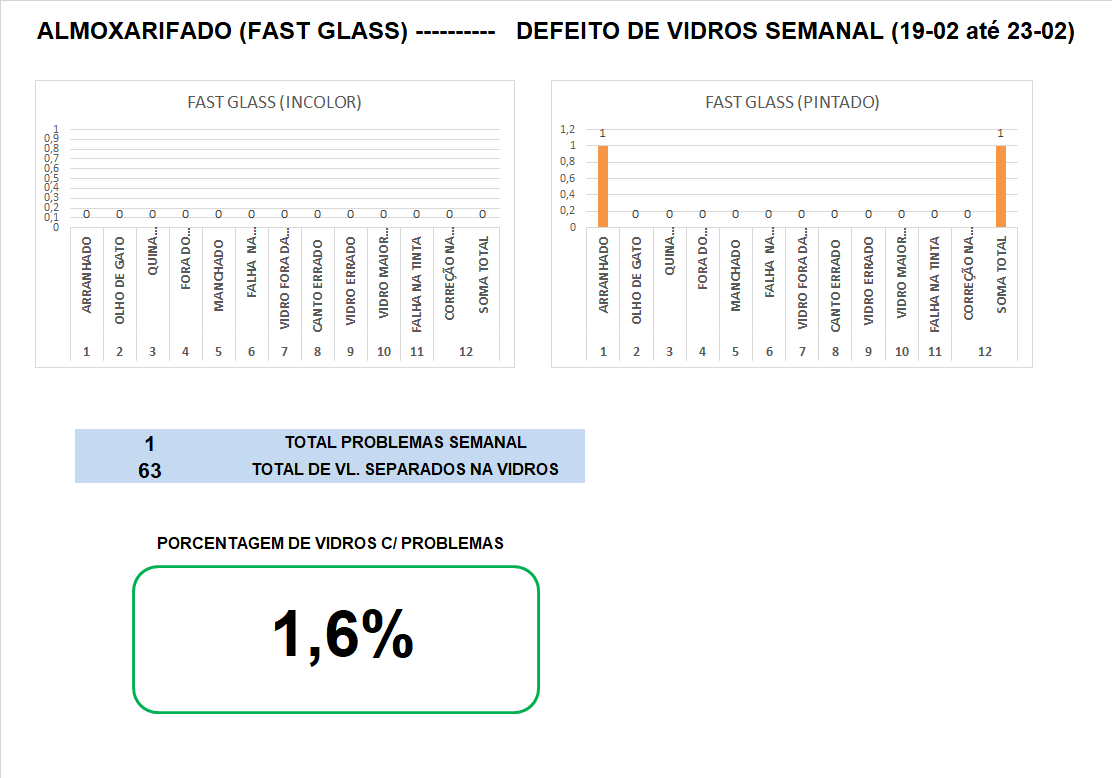 ALMOXARIFADO (FAST GLASS) ---------- DEFEITO DE VIDROS SEMANAL (19-02 até 23-02)
FAST GLASS (INCOLOR)
1
0,9
0,8
0,7
0,6
0,5
0,4
0,3
0,2
0,1
0
0 0 0 0 0 0 0 0 0 0 0 0 0
ARRANHADO
OLHO DE GATO
QUINA...
FORA DO...
MANCHADO
FALHA NA...
VIDRO FORA DA...
CANTO ERRADO
VIDRO ERRADO
VIDRO MAIOR...
FALHA NA TINTA
CORREÇÃO NA...
SOMA TOTAL
1 2 3 4 5 6 7 8 9 10 11 12
FAST GLASS (PINTADO)
1,2
1
0,8
0,6
0,4
0,2
0
1 0 0 0 0 0 0 0 0 0 0 0 1
ARRANHADO
OLHO DE GATO
QUINA...
FORA DO...
MANCHADO
FALHA NA...
VIDRO FORA DA...
CANTO ERRADO
VIDRO ERRADO
VIDRO MAIOR...
FALHA NA TINTA
CORREÇÃO NA...
SOMA TOTAL
1 2 3 4 5 6 7 8 9 10 11 12
1 TOTAL PROBLEMAS SEMANAL
63 TOTAL DE VL. SEPARADOS NA VIDROS
PORCENTAGEM DE VIDROS C/ PROBLEMAS
1,6%